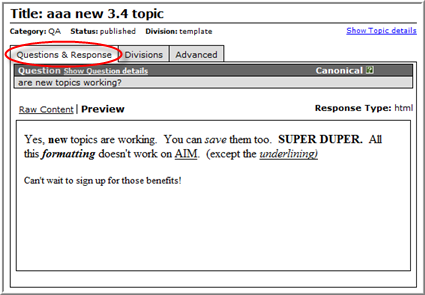 Title: aaa new 3.4 topic
Category: QA Status: published Division: template Show Topic details
Questions & Response Divisions Advanced
Question Show Question details Canonical ?
are new topics working?
Raw Content | Preview Response Type: html
Yes, new topics are working. You can save them too. SUPER DUPER. All
this formatting doesn't work on AIM. (except the underlining)
Can't wait to sign up for those benefits!